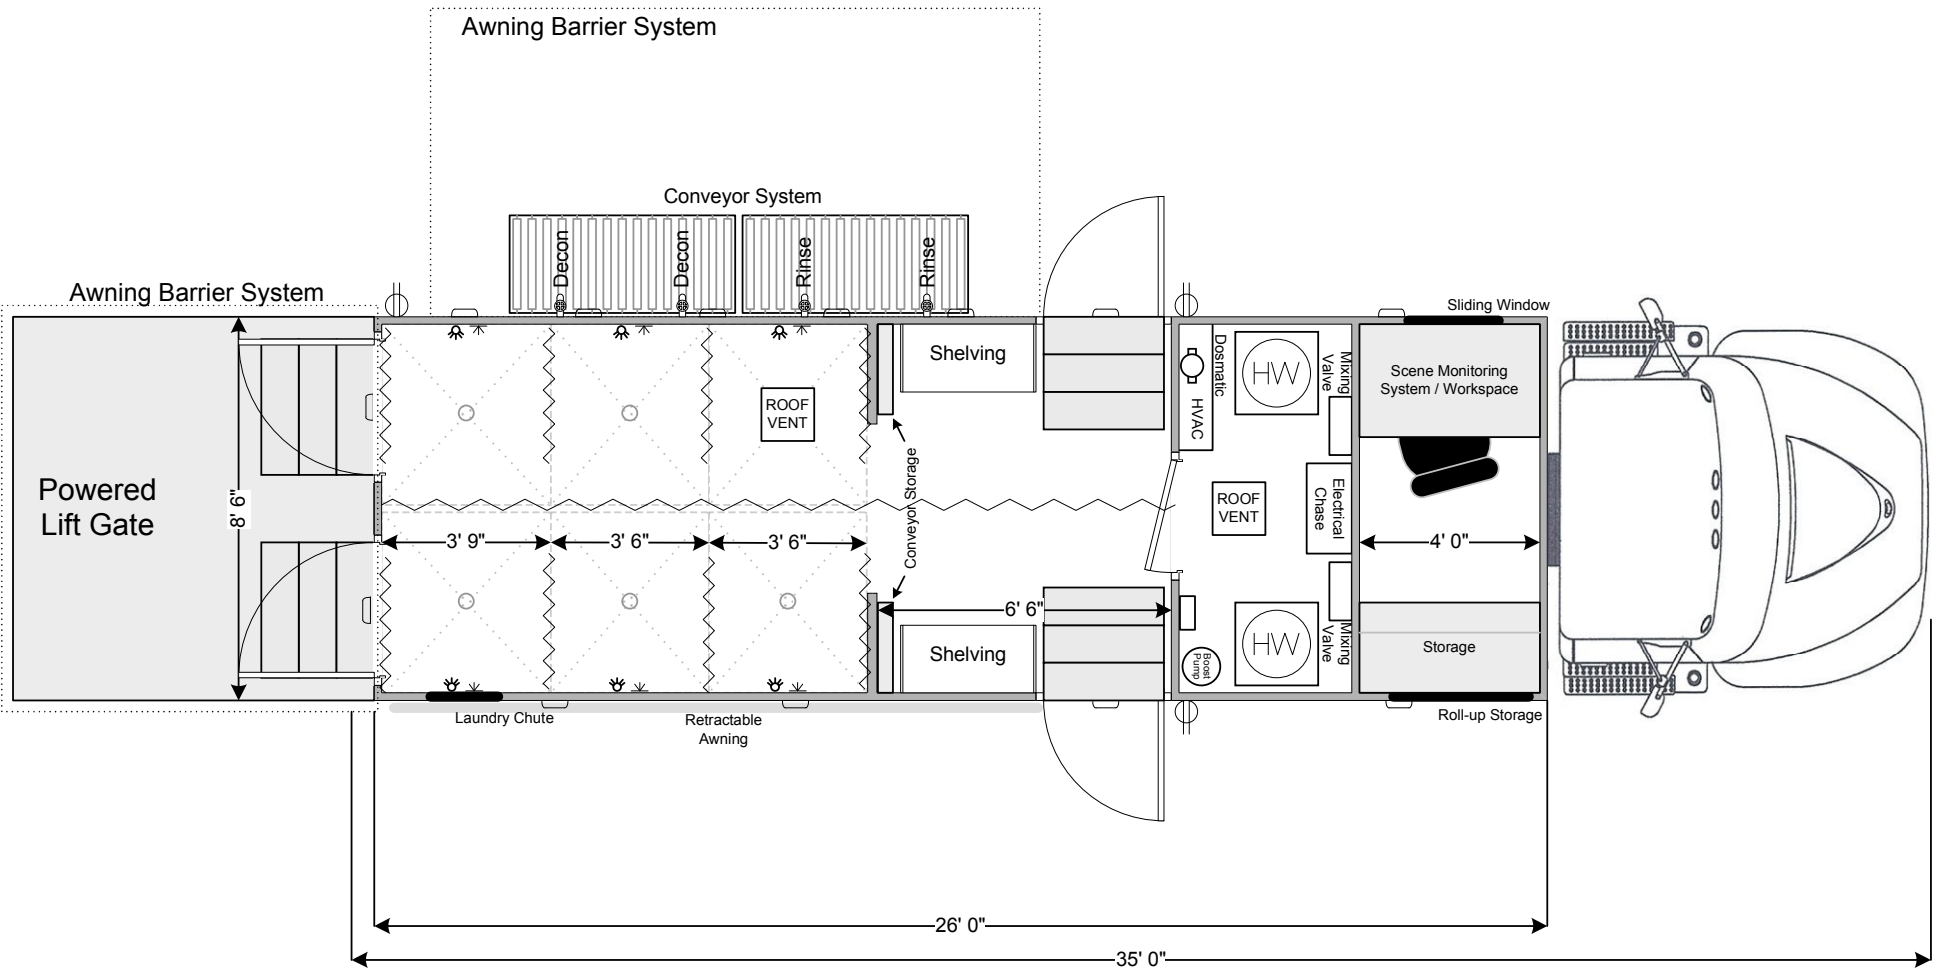 Awning Barrier System
Conveyor System
Decon
Decon
Rinse
Rinse
Awning Barrier System
Sliding Window
Powered
Lift Gate
8' 6"
ROOF
VENT
Shelving
Conveyor Storage
Dosmatic
HVAC
HW
Mixing
Valve
Scene Monitoring
System / Workspace
ROOF
VENT
Electrical
Chase
3' 9"
3' 6"
3' 6"
4' 0"
6' 6"
Shelving
Boost
Pump
HW
Mixing
Valve
Storage
Laundry Chute
Retractable
Awning
Roll-up Storage
26' 0"
35' 0"